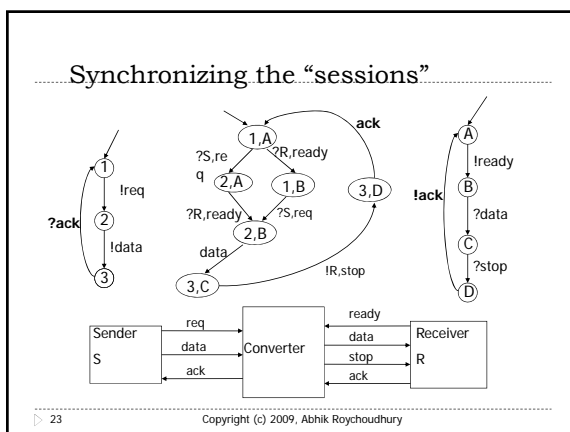 Synchronizing the “sessions”
1
!req
2
!data
3
?ack
1,A
?S,re
q
?R,ready
2,A
1,B
?R,ready
?S,req
2,B
data
3,C
!R,stop
3,D
ack
A
!ready
B
?data
C
?stop
D
!ack
Sender
S
req
data
ack
Converter
ready
data
stop
ack
Receiver
R
23
Copyright (c) 2009, Abhik Roychoudhury